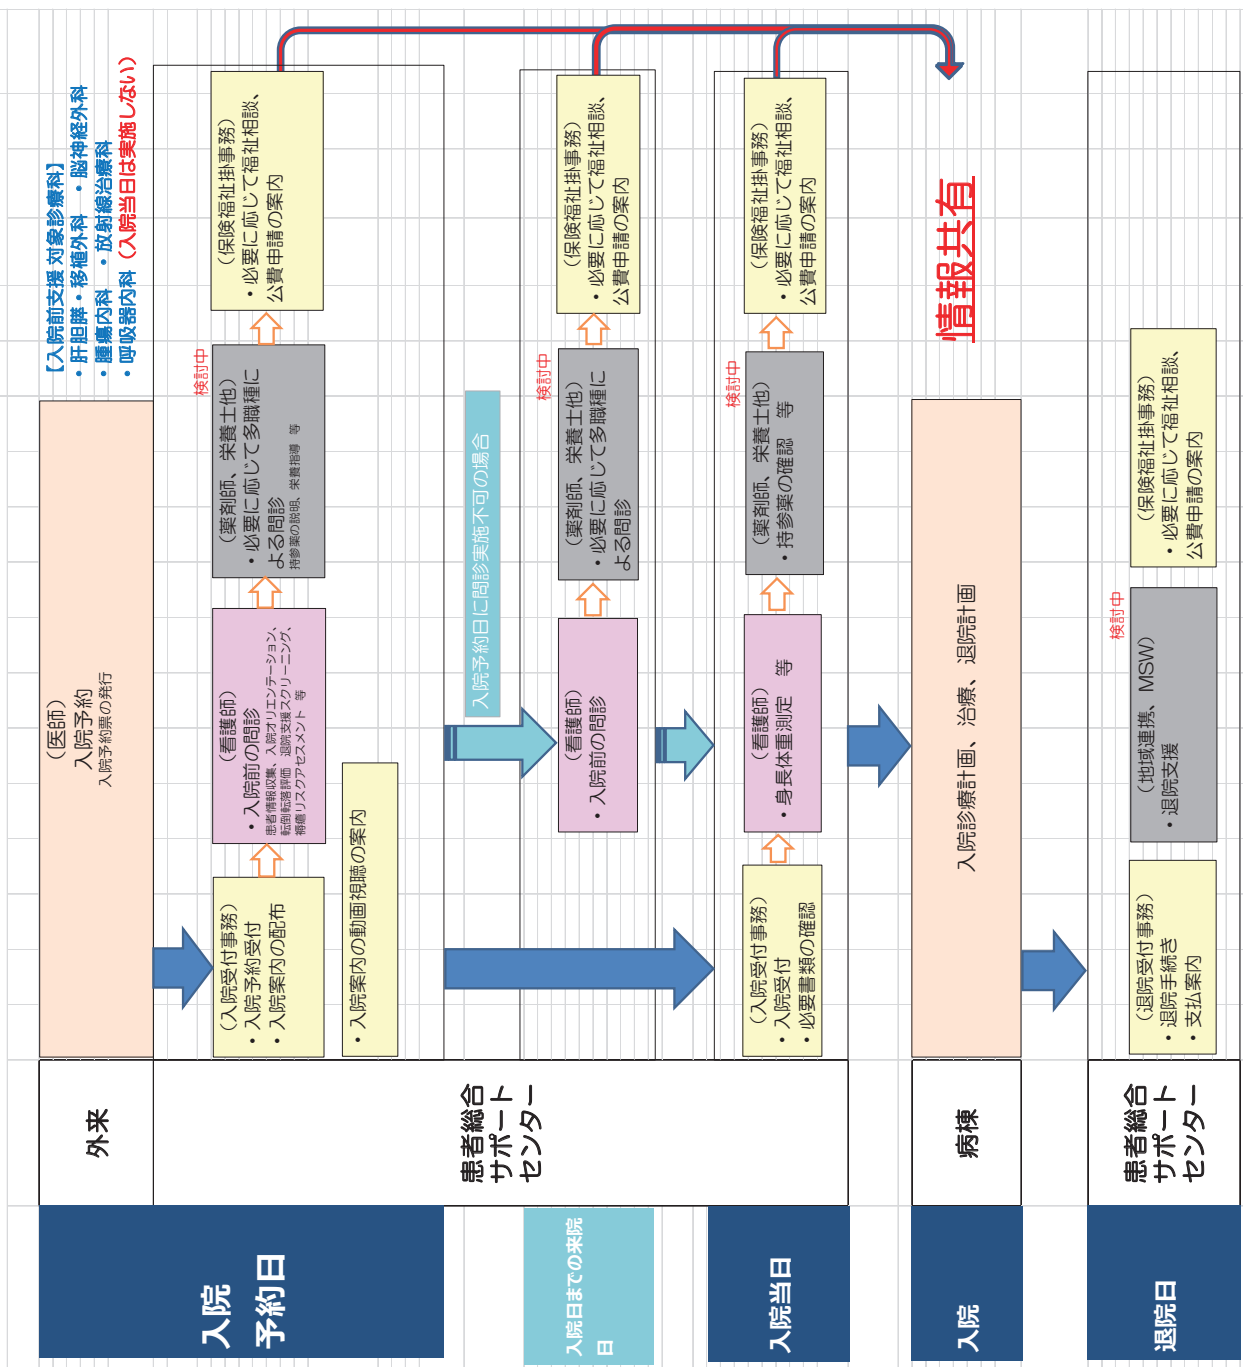 【入院前支援 対象診療科】
・肝胆膵・移植外科　・脳神経外科
・腫瘍内科　・放射線治療科
・呼吸器内科（入院当日は実施しない）
入院
予約日
外来
（医師）
入院予約
入院予約票の発行
患者総合
サポート
センター
（入院受付事務）
・入院予約受付
・入院案内の配布
・入院案内の動画視聴の案内
（看護師）
・入院前の問診
患者情報収集、入院オリエンテーション、
転倒転落評価　退院支援スクリーニング、
褥瘡リスクアセスメント　等
検討中
（薬剤師、栄養士他）
・必要に応じて多職種に
よる問診
持参薬の説明、栄養指導　等
（保険福祉掛事務）
・必要に応じて福祉相談、
公費申請の案内
入院予約日に問診実施不可の場合
入院日までの来院
日
（看護師）
・入院前の問診
検討中
（薬剤師、栄養士他）
・必要に応じて多職種に
よる問診
（保険福祉掛事務）
・必要に応じて福祉相談、
公費申請の案内
入院当日
（入院受付事務）
・入院受付
・必要書類の確認
（看護師）
・身長体重測定　等
検討中
（薬剤師、栄養士他）
・持参薬の確認　等
（保険福祉掛事務）
・必要に応じて福祉相談、
公費申請の案内
情報共有
入院
病棟
入院診療計画、治療、退院計画
退院日
患者総合
サポート
センター
（退院受付事務）
・退院手続き
・支払案内
検討中
（地域連携、MSW）
・退院支援
（保険福祉掛事務）
・必要に応じて福祉相談、
公費申請の案内